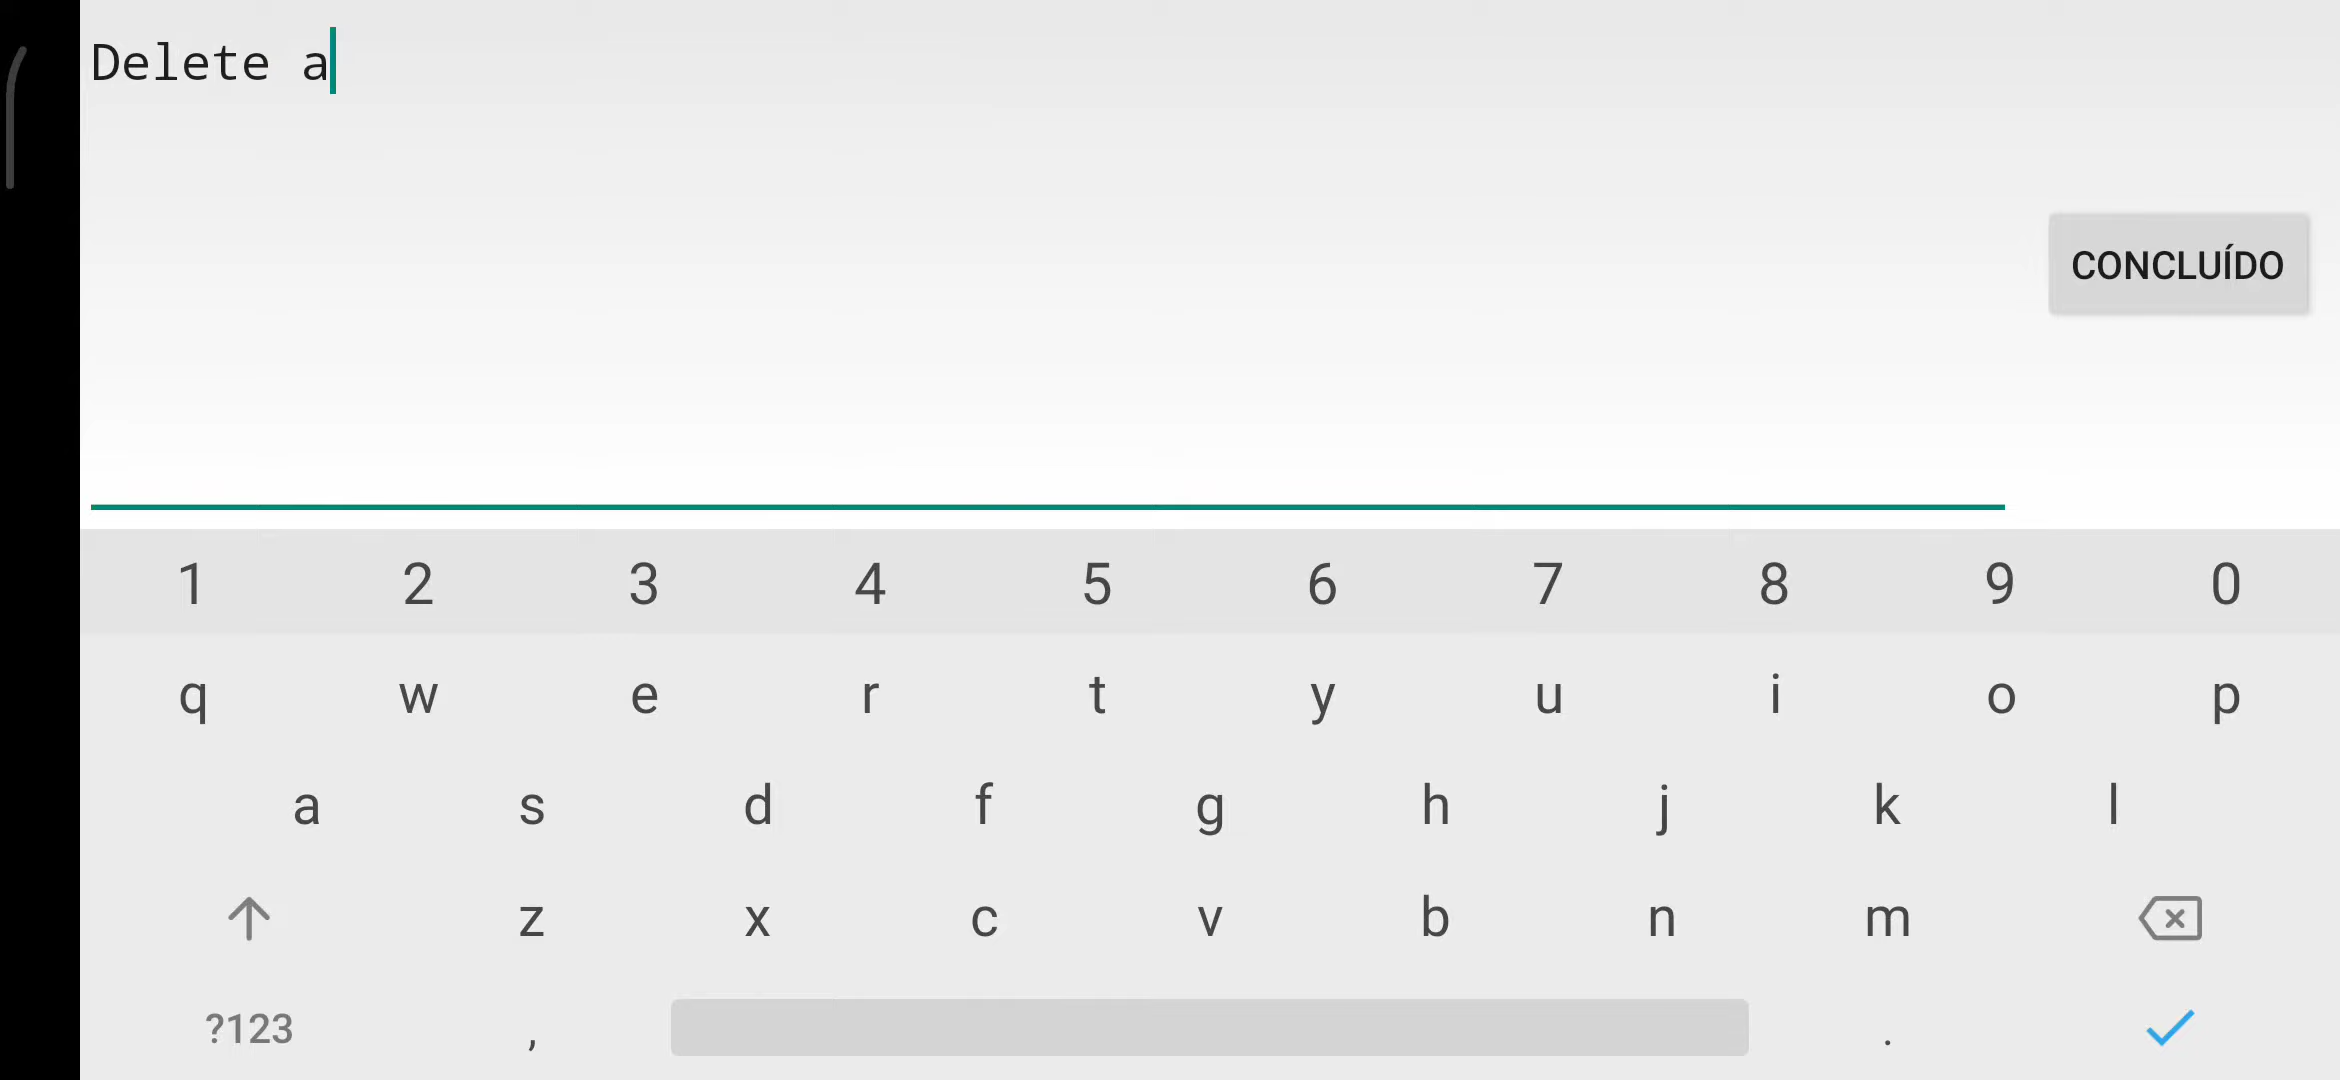 Delete a
CONCLUÍDO
1 2 3 4 5 6 7 8 9 0
q w e r t y u i o p
a s d f g h j k l
z x c v b n m
?123 , .